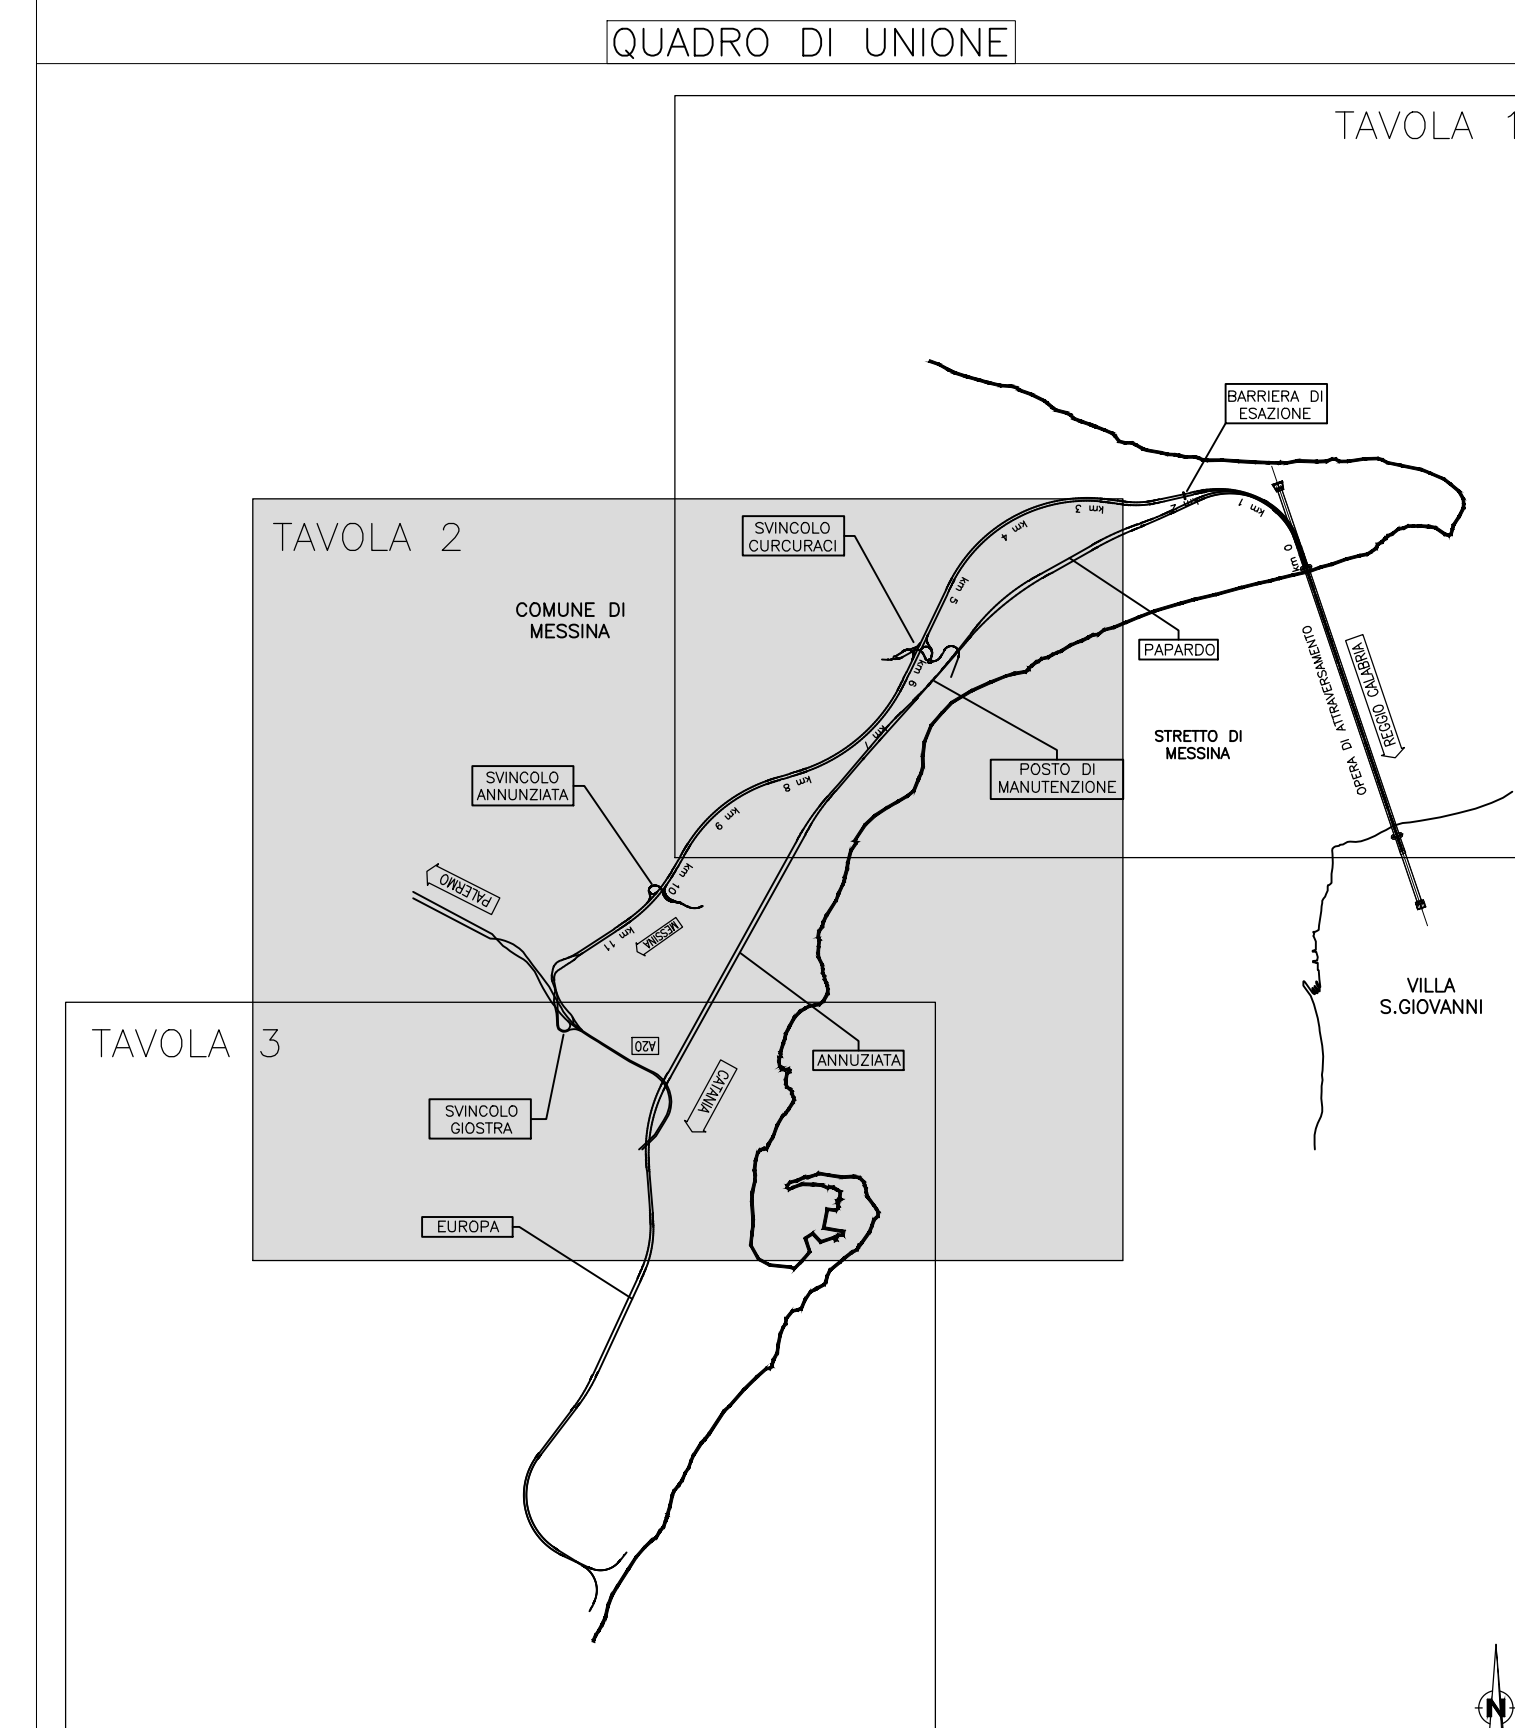 QUADRO DI UNIONE
TAVOLA 1
BARRIERA DI
ESAZIONE
TAVOLA 2
SVINCOLO
CURCURACI
COMUNE DI
MESSINA
km 0
km 1
km 2
km 3
km 4
km 5
km 6
km 7
km 8
km 9
km 10
km 11
PAPARDO
OPERA DI ATTRAVERSAMENTO
REGGIO CALABRIA
STRETTO DI
MESSINA
POSTO DI
MANUTENZIONE
SVINCOLO
ANNUNZIATA
PALERMO
MESSINA
VILLA
S.GIOVANNI
TAVOLA 3
A20
ANNUZIATA
CATANIA
SVINCOLO
GIOSTRA
EUROPA
N